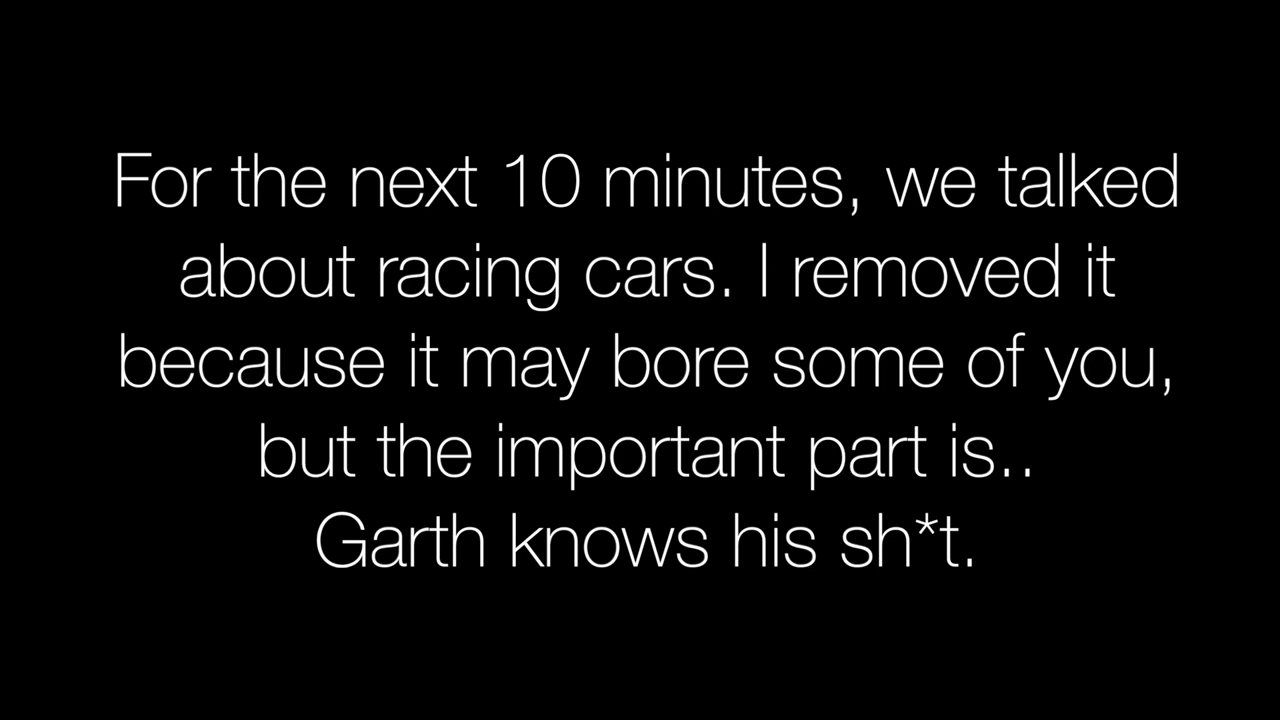 For the next 10 minutes, we talked
about racing cars. I removed it
because it may bore some of you,
but the important part is..
Garth knows his sh*t.